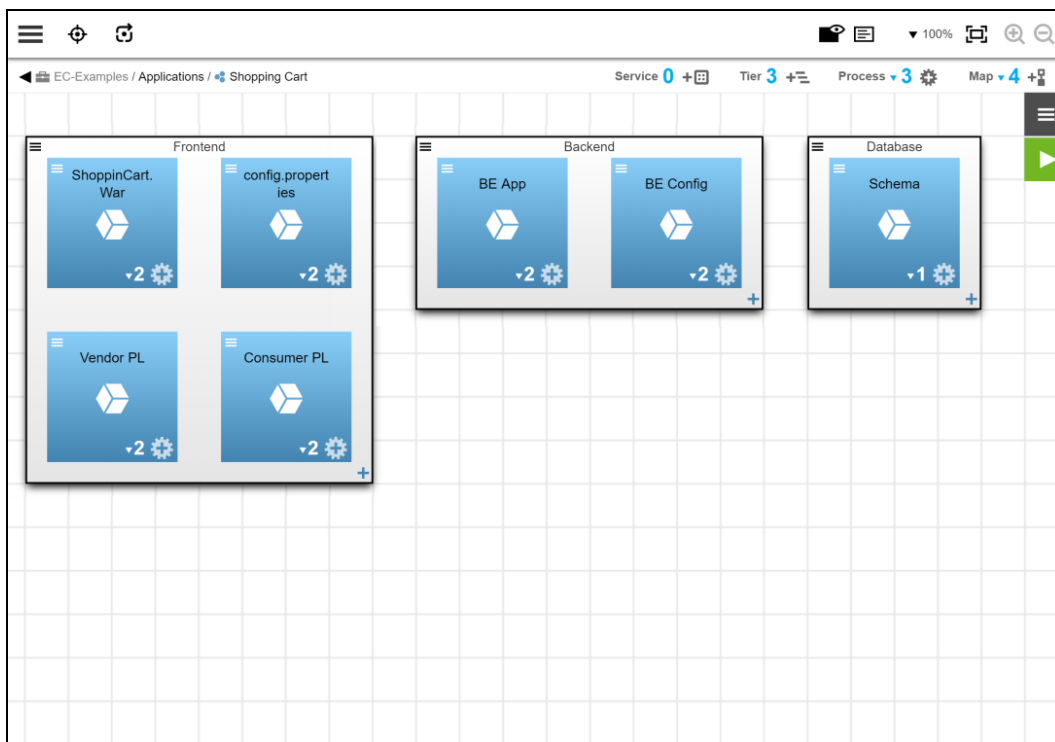 100%
EC-Examples / Applications / Shopping Cart
Service 0 Tier 3 Process 3 Map 4
Frontend
ShoppinCart.
War
2
config.propert
ies
2
Vendor PL
2
Consumer PL
2
Backend
BE App
2
BE Config
2
Database
Schema
1